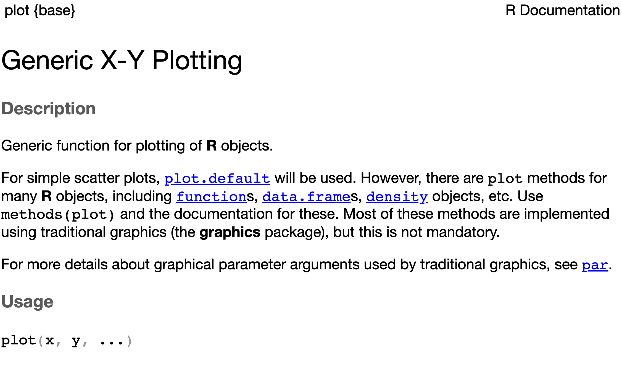 plot {base} R Documentation
Generic X-Y Plotting
Description
Generic function for plotting of R objects.
For simple scatter plots, plot.default will be used. However, there are plot methods for
many R objects, including functions, data.frames, density objects, etc. Use
methods(plot) and the documentation for these. Most of these methods are implemented
using traditional graphics (the graphics package), but this is not mandatory.
For more details about graphical parameter arguments used by traditional graphics, see par.
Usage
plot(x, y, ...)